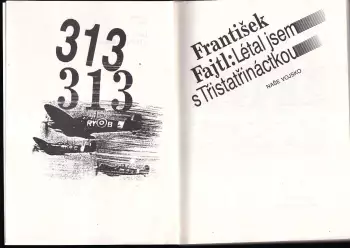 313
313
RY B
František
Fajtl: Létal jsem
s Třistatřináctkou
NAŠE VOJSKO